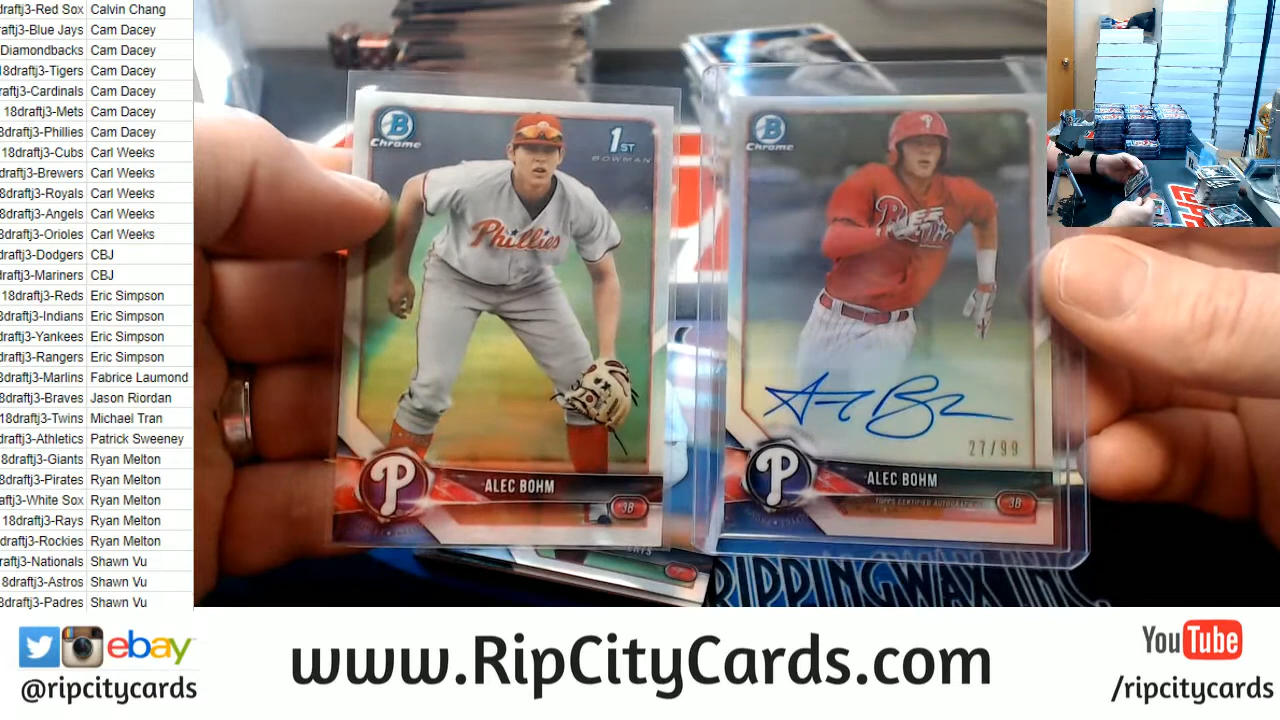 draftj3-Red Sox Calvin Chang
raftj3-Blue Jays Cam Dacey
Diamondbacks Cam Dacey
18draftj3-Tigers Cam Dacey
raftj3-Cardinals Cam Dacey
18draftj3-Mets Cam Dacey
8draftj3-Phillies Cam Dacey
18draftj3-Cubs Carl Weeks
draftj3-Brewers Carl Weeks
8draftj3-Royals Carl Weeks
8draftj3-Angels Carl Weeks
8draftj3-Orioles Carl Weeks
draftj3-Dodgers CBJ
draftj3-Mariners CBJ
18draftj3-Reds Eric Simpson
draftj3-Indians Eric Simpson
draftj3-Yankees Eric Simpson
draftj3-Rangers Eric Simpson
8draftj3-Marlins Fabrice Laumond
8draftj3-Braves Jason Riordan
18draftj3-Twins Michael Tran
draftj3-Athletics Patrick Sweeney
8draftj3-Giants Ryan Melton
8draftj3-Pirates Ryan Melton
aftj3-White Sox Ryan Melton
18draftj3-Rays Ryan Melton
draftj3-Rockies Ryan Melton
raftj3-Nationals Shawn Vu
8draftj3-Astros Shawn Vu
8draftj3-Padres Shawn Vu
B
Chrome
1ST
BOWMAN
Phillies
P
ALEC BOHM
3B
B
Chrome
P
27/99
P
ALEC BOHM
TOPPS CERTIFIED AUTOGRAPH
3B
RIPPINGWAX INC.
ebay
@ripcitycards
www.RipCityCards.com
YouTube
/ripcitycards